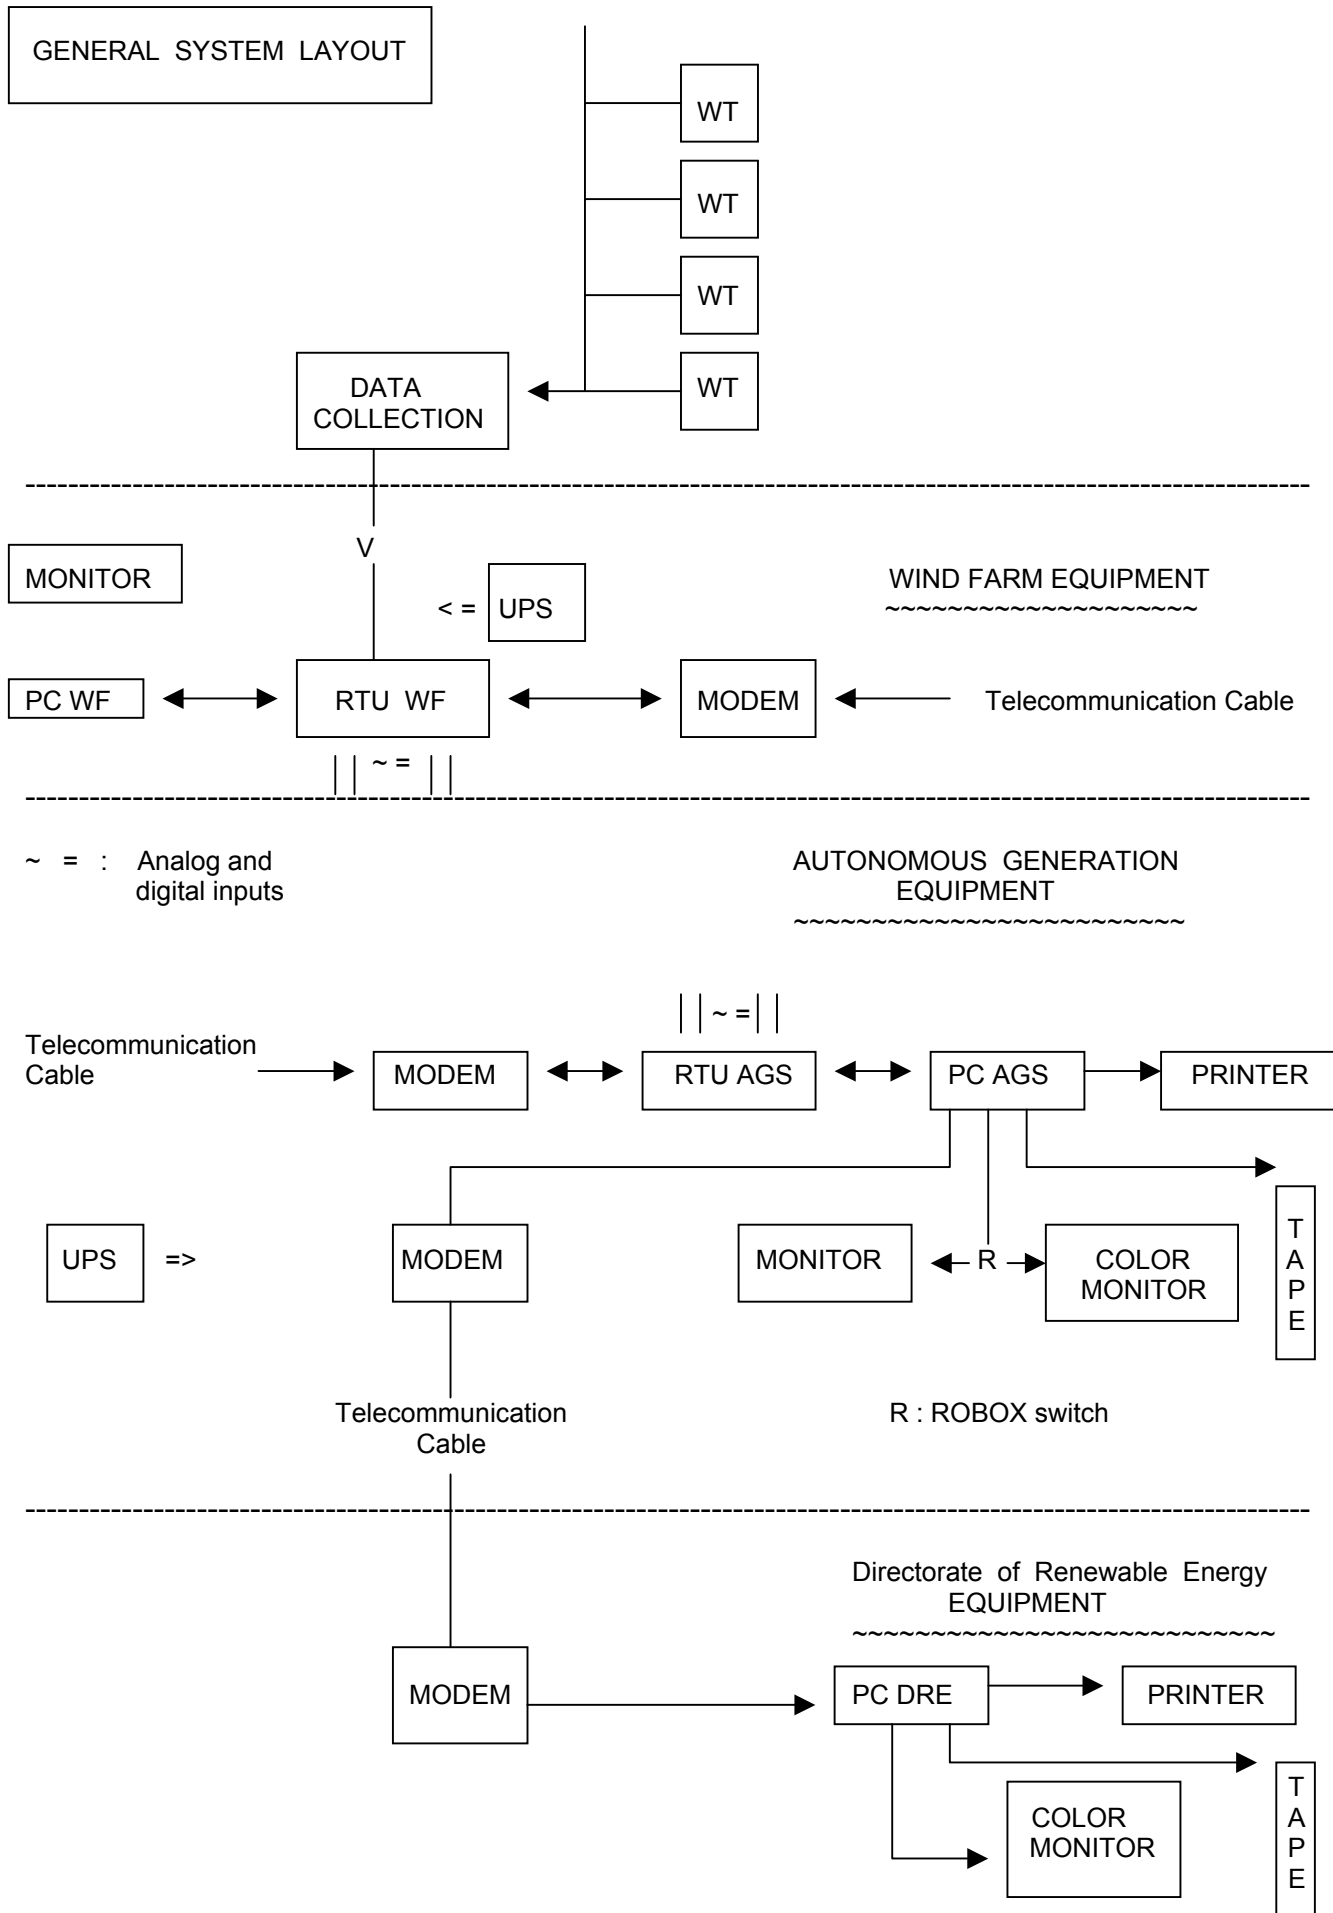 GENERAL SYSTEM LAYOUT
WT
WT
WT
WT
DATA
COLLECTION
V
MONITOR
< =
UPS
WIND FARM EQUIPMENT
~~~~~~~~~~~~~~~~~~~~
PC WF
RTU WF
MODEM
Telecommunication Cable
~ =
~ = : Analog and
digital inputs
AUTONOMOUS GENERATION
EQUIPMENT
~~~~~~~~~~~~~~~~~~~~~~~~~
~ =
Telecommunication
Cable
MODEM
RTU AGS
PC AGS
PRINTER
UPS
=>
MODEM
MONITOR
R
COLOR
MONITOR
T
A
P
E
Telecommunication
Cable
R : ROBOX switch
Directorate of Renewable Energy
EQUIPMENT
~~~~~~~~~~~~~~~~~~~~~~~~~~~
MODEM
PC DRE
PRINTER
COLOR
MONITOR
T
A
P
E